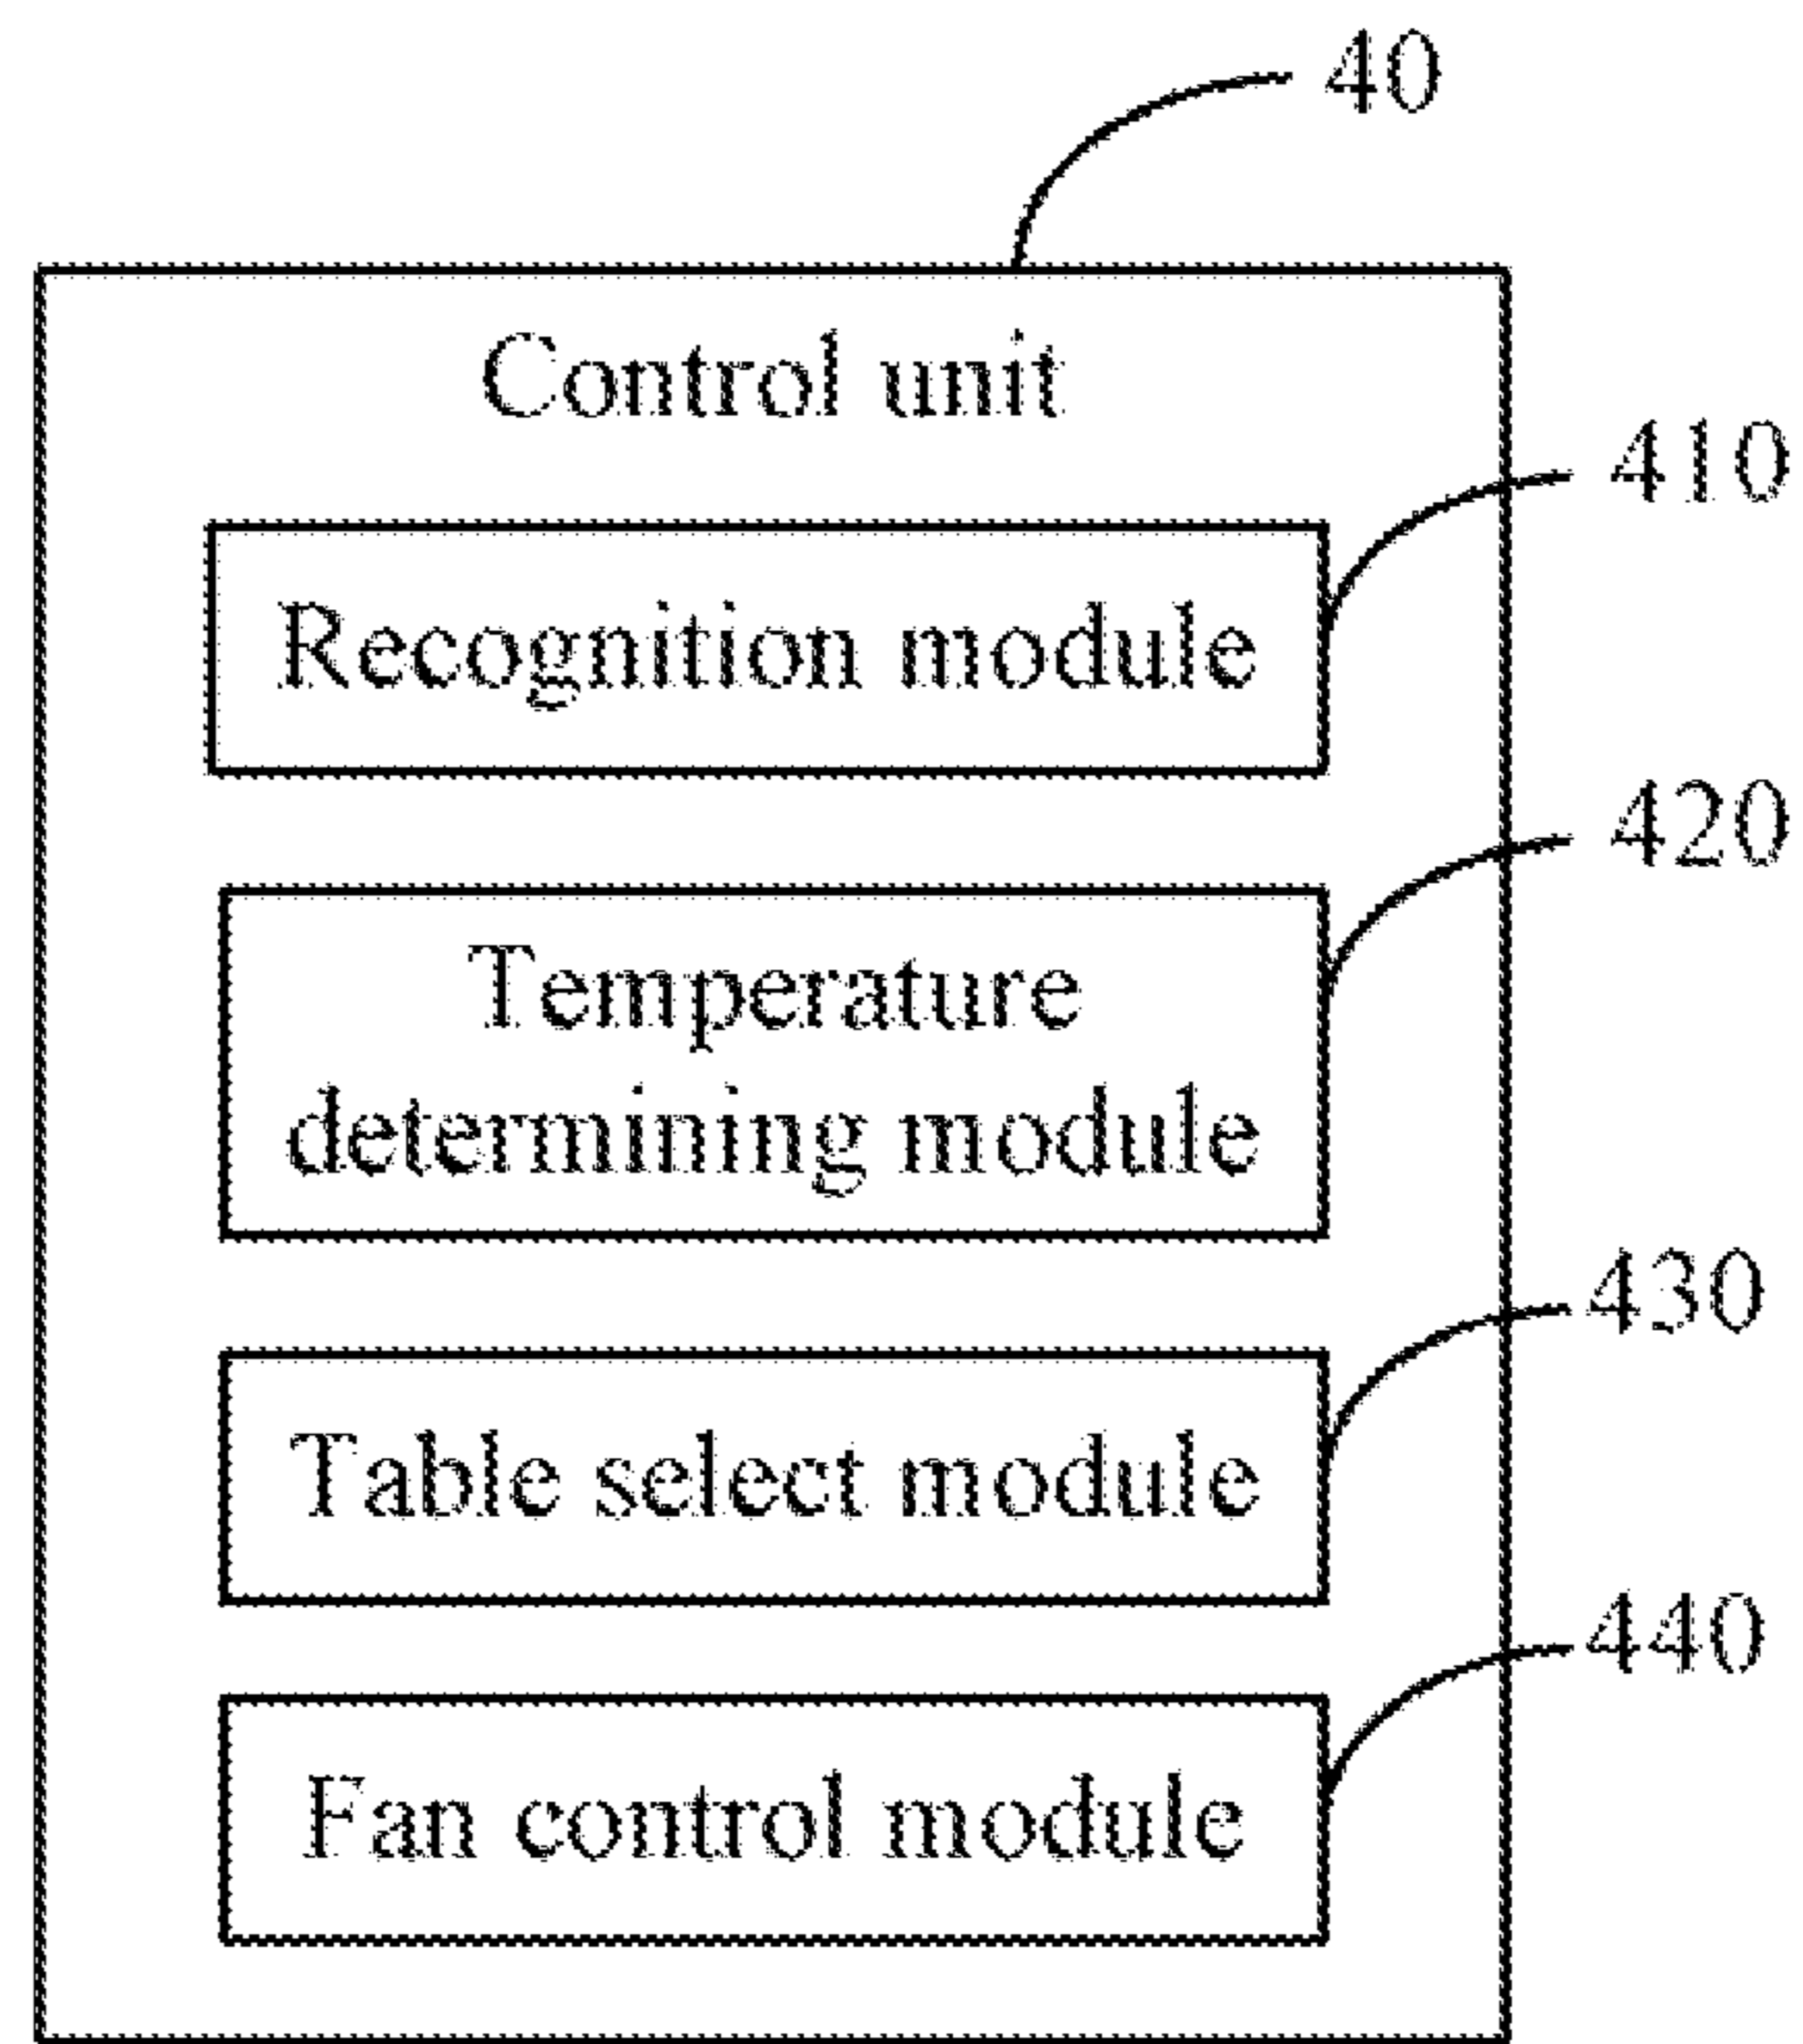 40
Control unit
410
Recognition module
420
Temperature
determining module
430
Table select module
440
Fan control module